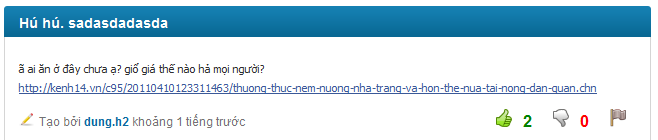 Hú hú. sadasdadasda
ã ai ăn ớ đây chưa ạ? giố giá thế nào hả mọi người?
http://kenh14.vn/c95/20110410123311463/thuong-thuc-nem-nuong-nha-trang-va-hon-the-nua-tai-nong-dan-quan.chn
Tạo bởi dung.h2 khoảng 1 tiếng trước 2 0